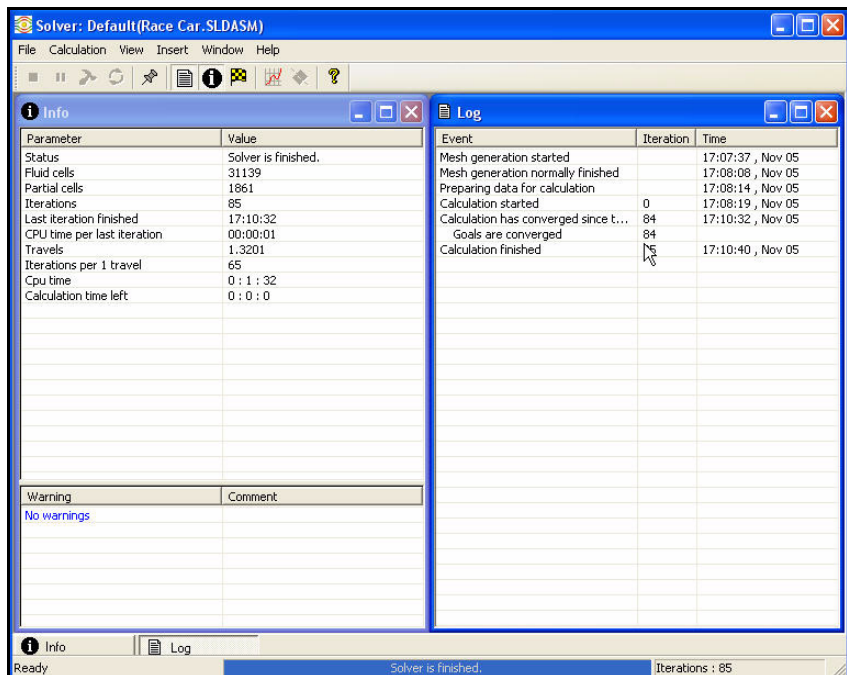 Solver: Default(Race Car.SLDASM)
File Calculation View Insert Window Help
Info
Parameter Value
Status Solver is finished.
Fluid cells 31139
Partial cells 1861
Iterations 85
Last iteration finished 17:10:32
CPU time per last iteration 00:00:01
Travels 1.3201
Iterations per 1 travel 65
Cpu time 0 : 1 : 32
Calculation time left 0 : 0 : 0
Warning Comment
No warnings
Log
Event Iteration Time
Mesh generation started 17:07:37 , Nov 05
Mesh generation normally finished 17:08:08 , Nov 05
Preparing data for calculation 17:08:14 , Nov 05
Calculation started 0 17:08:19 , Nov 05
Calculation has converged since t... 84 17:10:32 , Nov 05
Goals are converged 84
Calculation finished 17:10:40 , Nov 05
Info Log
Ready Solver is finished. Iterations : 85